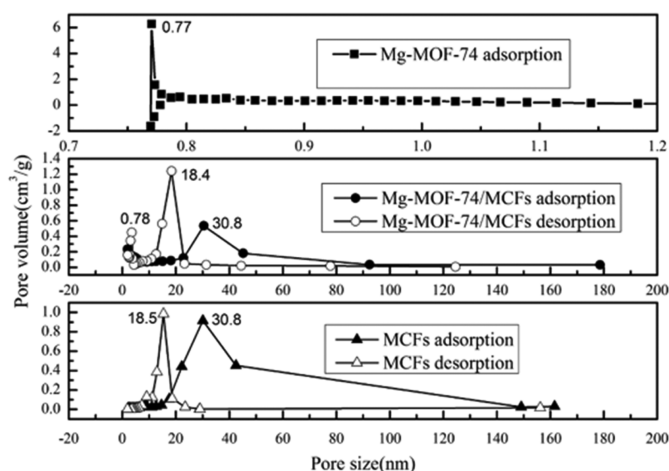 6
4
2
0
-2
0.77
Mg-MOF-74 adsorption
0.7 0.8 0.9 1.0 1.1 1.2
Pore volume(cm³/g)
1.4
1.2
1.0
0.8
0.6
0.4
0.2
0.0
0.78
18.4
30.8
Mg-MOF-74/MCFs adsorption
Mg-MOF-74/MCFs desorption
-20 0 20 40 60 80 100 120 140 160 180 200
1.0
0.8
0.6
0.4
0.2
0.0
18.5
30.8
MCFs adsorption
MCFs desorption
-20 0 20 40 60 80 100 120 140 160 180 200
Pore size(nm)